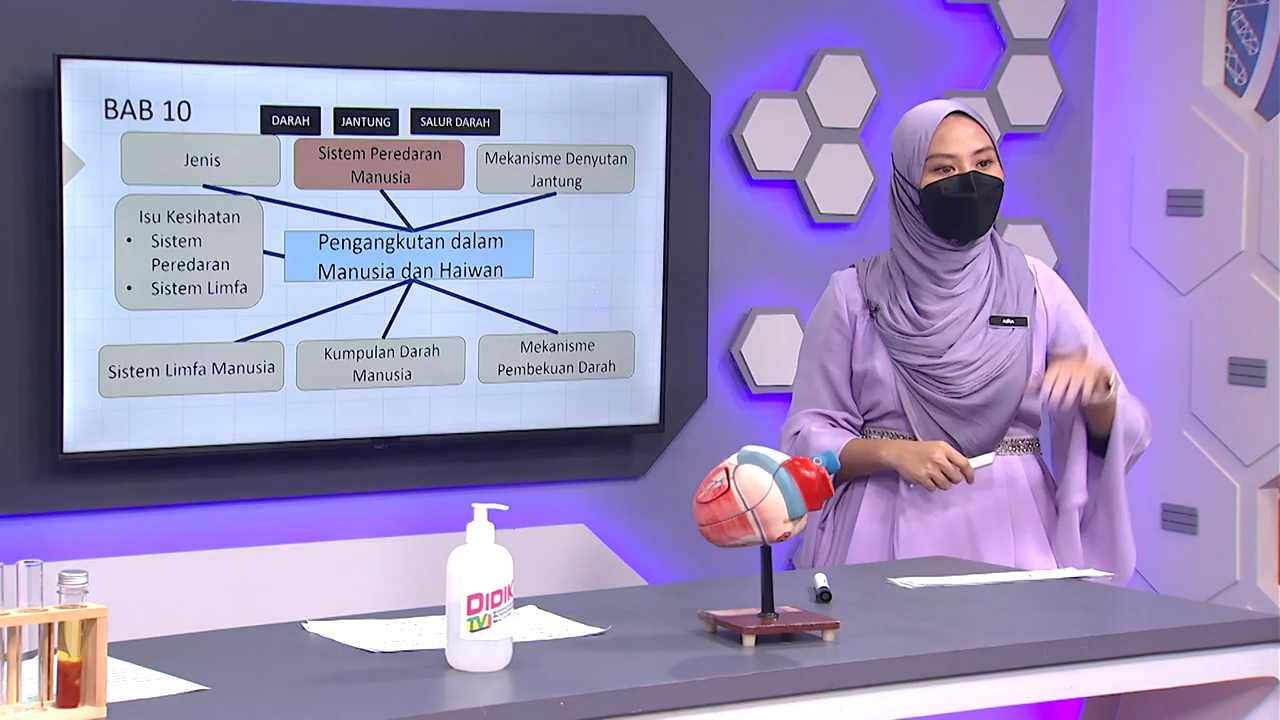 BAB 10
DARAH
JANTUNG
SALUR DARAH
Jenis
Sistem Peredaran
Manusia
Mekanisme Denyutan
Jantung
Isu Kesihatan
• Sistem
Peredaran
• Sistem Limfa
Pengangkutan dalam
Manusia dan Haiwan
Sistem Limfa Manusia
Kumpulan Darah
Manusia
Mekanisme
Pembekuan Darah
DIDIK
TV